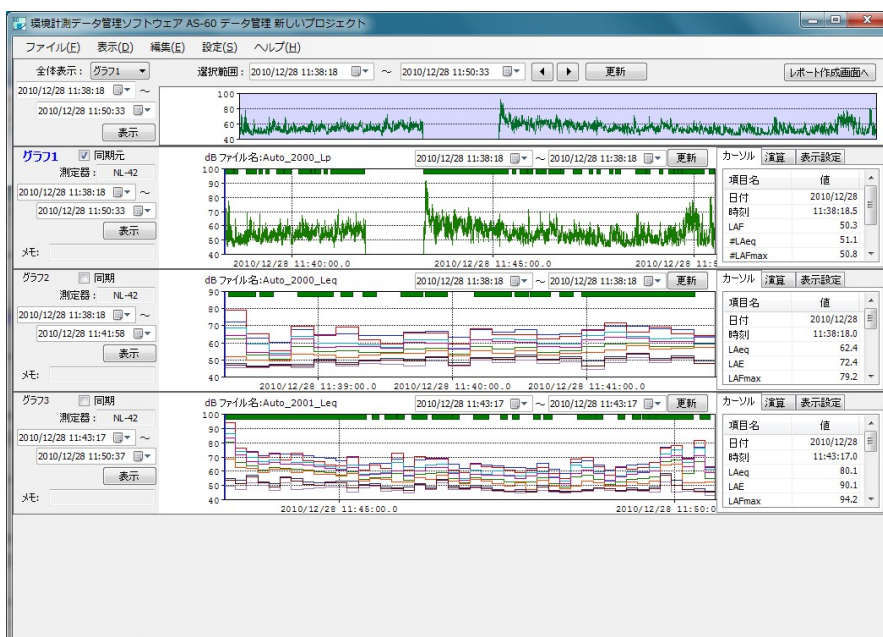 環境計測データ管理ソフトウェア AS-60 データ管理 新しいプロジェクト
ファイル(F) 表示(D) 編集(E) 設定(S) ヘルプ(H)
全体表示： グラフ1 選択範囲： 2010/12/28 11:38:18 ～ 2010/12/28 11:50:33 更新 レポート作成画面へ
2010/12/28 11:38:18 ～
2010/12/28 11:50:33
表示
100
80
60
40
グラフ1 同期元
測定器： NL-42
2010/12/28 11:38:18 ～
2010/12/28 11:50:33
表示
メモ:
dB ファイル名:Auto_2000_Lp 2010/12/28 11:38:18 ～ 2010/12/28 11:38:18 更新
100
90
80
70
60
50
40
2010/12/28 11:40:00.0 2010/12/28 11:45:00.0 2010/12/28 11:5
カーソル 演算 表示設定
項目名 値
日付 2010/12/28
時刻 11:38:18.5
LAF 50.3
#LAeq 51.1
#LAFmax 50.8
グラフ2 同期
測定器： NL-42
2010/12/28 11:38:18 ～
2010/12/28 11:41:58
表示
メモ:
dB ファイル名:Auto_2000_Leq 2010/12/28 11:38:18 ～ 2010/12/28 11:38:18 更新
90
80
70
60
50
40
2010/12/28 11:39:00.0 2010/12/28 11:40:00.0 2010/12/28 11:41:00.0
カーソル 演算 表示設定
項目名 値
日付 2010/12/28
時刻 11:38:18.0
LAeq 62.4
LAE 72.4
LAFmax 79.2
グラフ3 同期
測定器： NL-42
2010/12/28 11:43:17 ～
2010/12/28 11:50:37
表示
メモ:
dB ファイル名:Auto_2001_Leq 2010/12/28 11:43:17 ～ 2010/12/28 11:43:17 更新
100
90
80
70
60
50
40
2010/12/28 11:45:00.0 2010/12/28 11:50:0
カーソル 演算 表示設定
項目名 値
日付 2010/12/28
時刻 11:43:17.0
LAeq 80.1
LAE 90.1
LAFmax 94.2